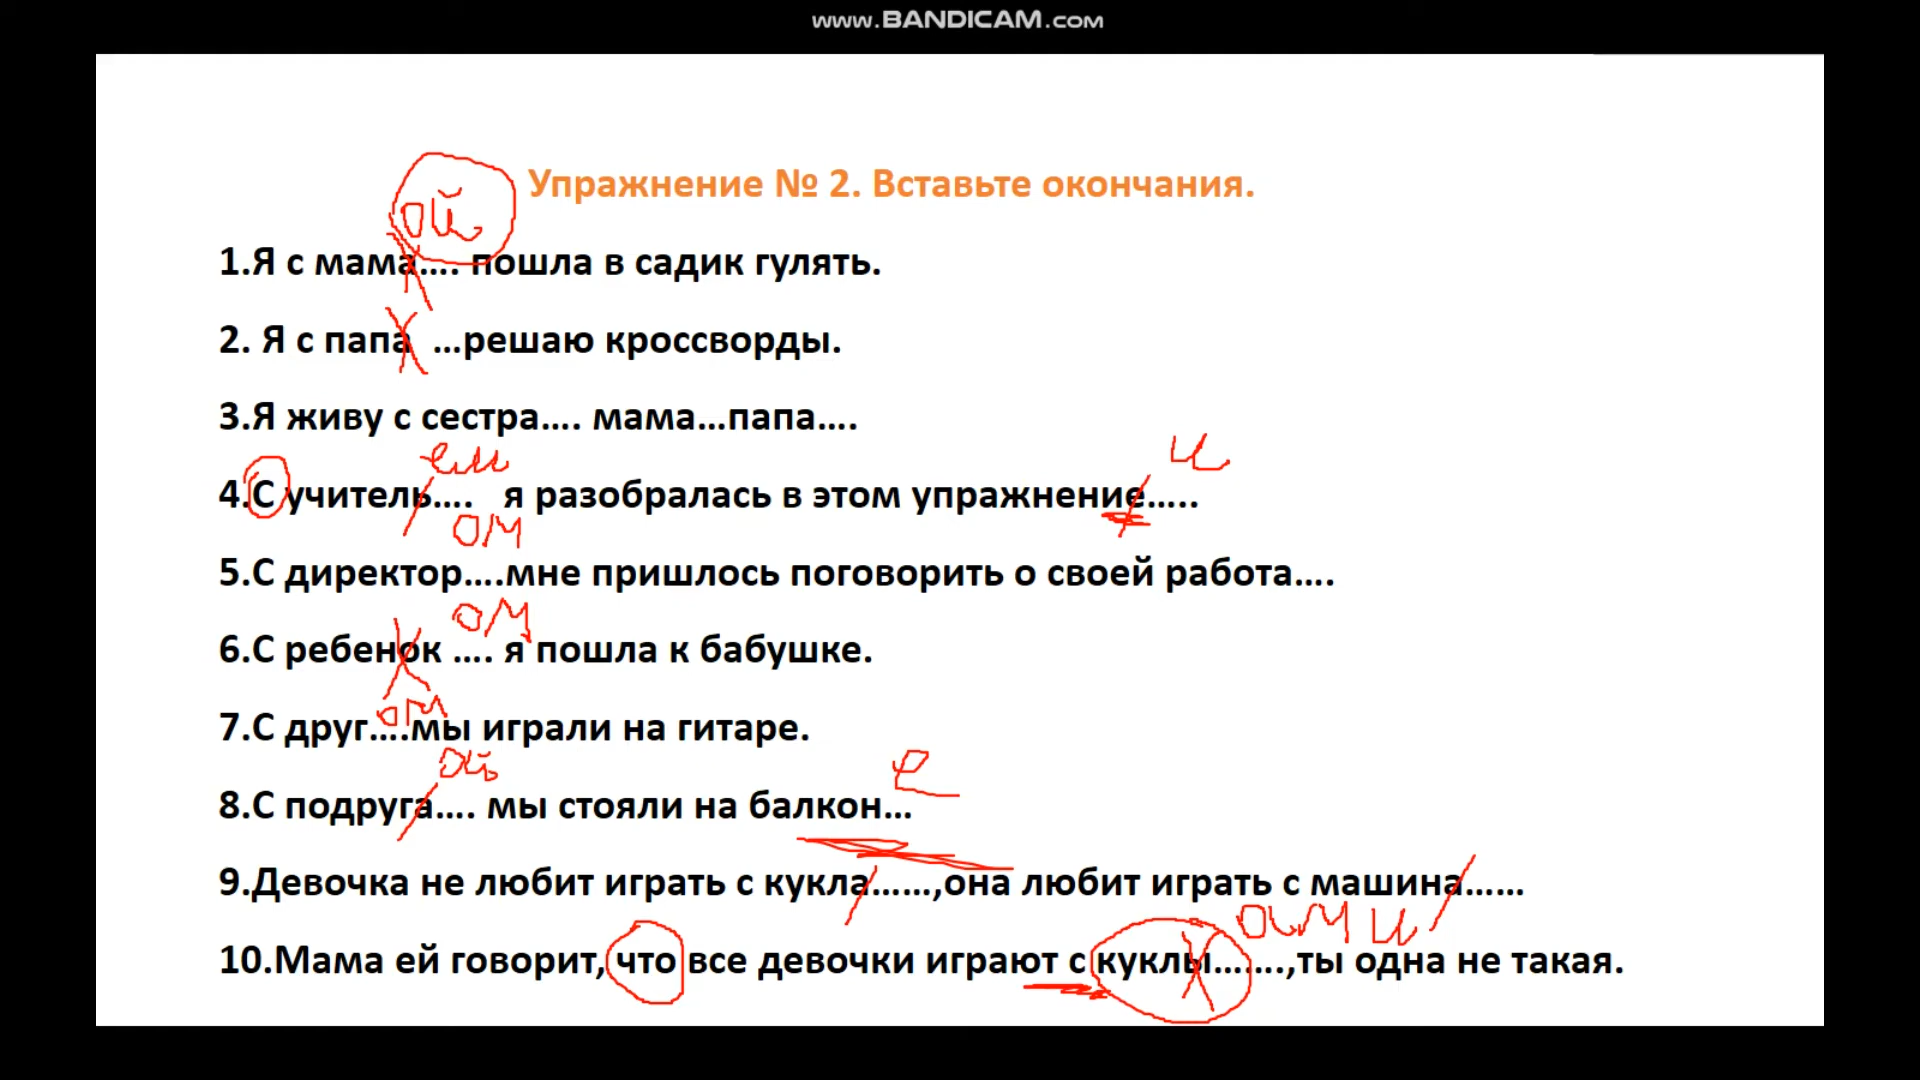 www.BANDICAM.com
Упражнение № 2. Вставьте окончания.
ой
1.Я с мама.... пошла в садик гулять.
2. Я с папа ...решаю кроссворды.
3.Я живу с сестра.... мама...папа....
ем и
4.С учитель.... я разобралась в этом упражнение.....
ом
5.С директор....мне пришлось поговорить о своей работа....
ом
6.С ребенок .... я пошла к бабушке.
ом
7.С друг....мы играли на гитаре.
ой е
8.С подруга.... мы стояли на балкон...
9.Девочка не любит играть с кукла......,она любит играть с машина......
ами
10.Мама ей говорит, что все девочки играют с куклы.......,ты одна не такая.